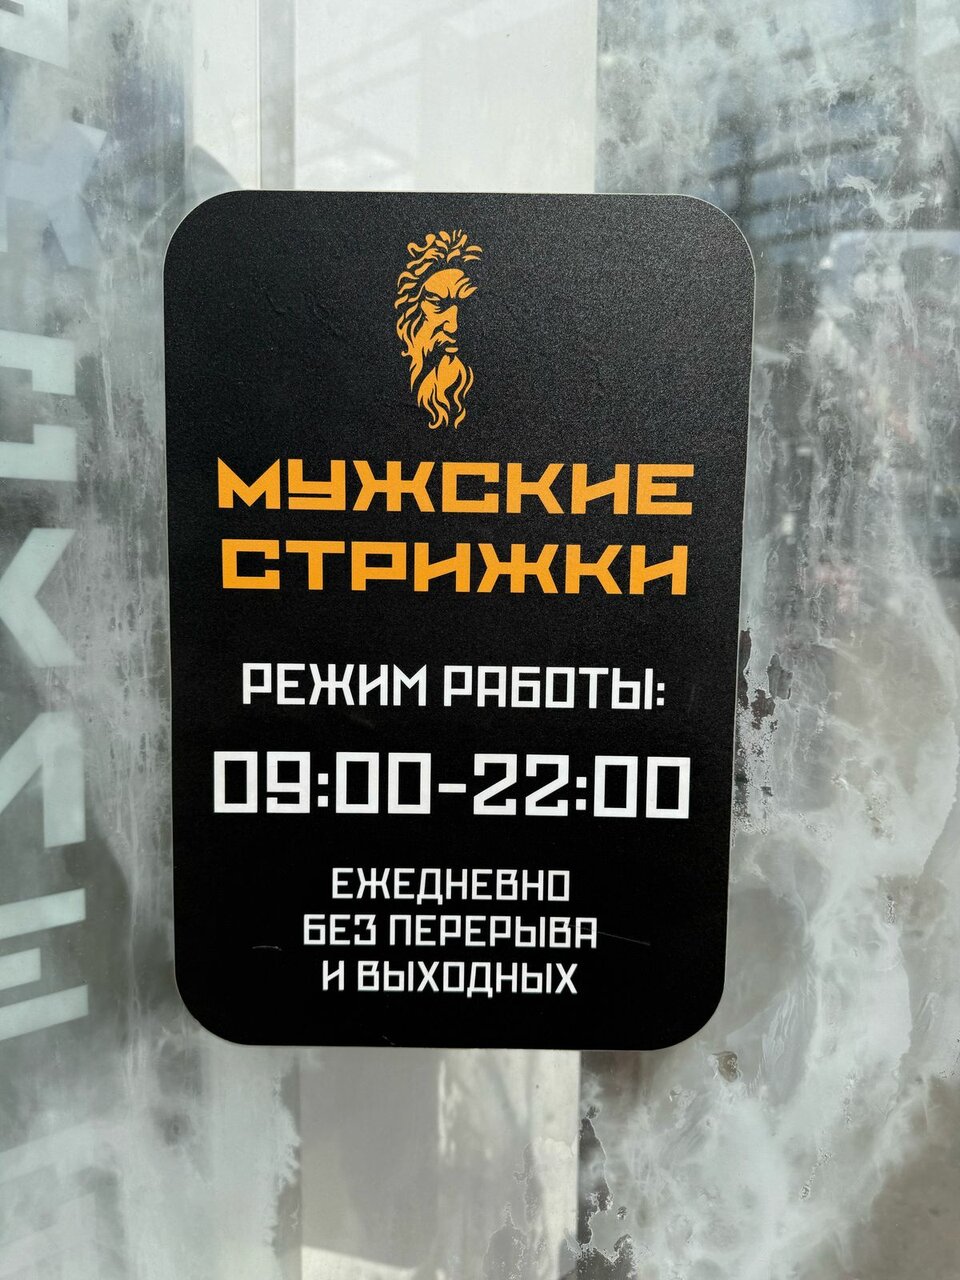 МУЖСКИЕ
СТРИЖКИ
РЕЖИМ РАБОТЫ:
09:00-22:00
ЕЖЕДНЕВНО
БЕЗ ПЕРЕРЫВА
И ВЫХОДНЫХ